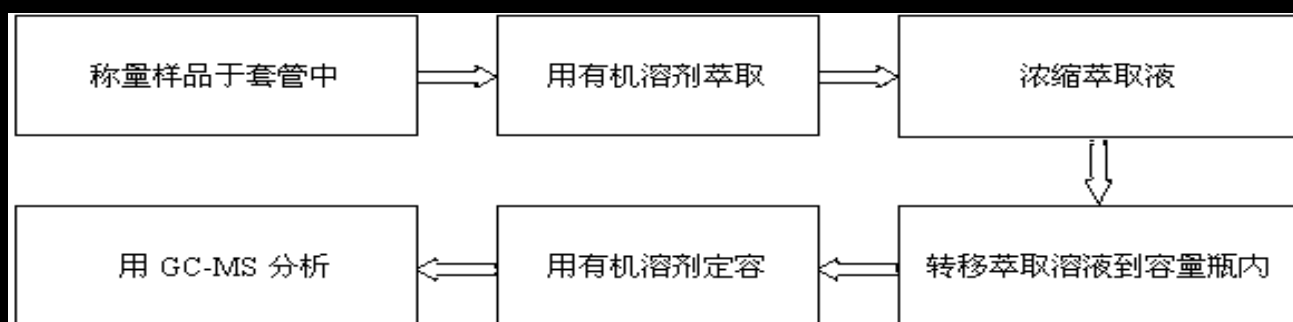 称量样品于套管中
用有机溶剂萃取
浓缩萃取液
转移萃取溶液到容量瓶内
用有机溶剂定容
用 GC-MS 分析